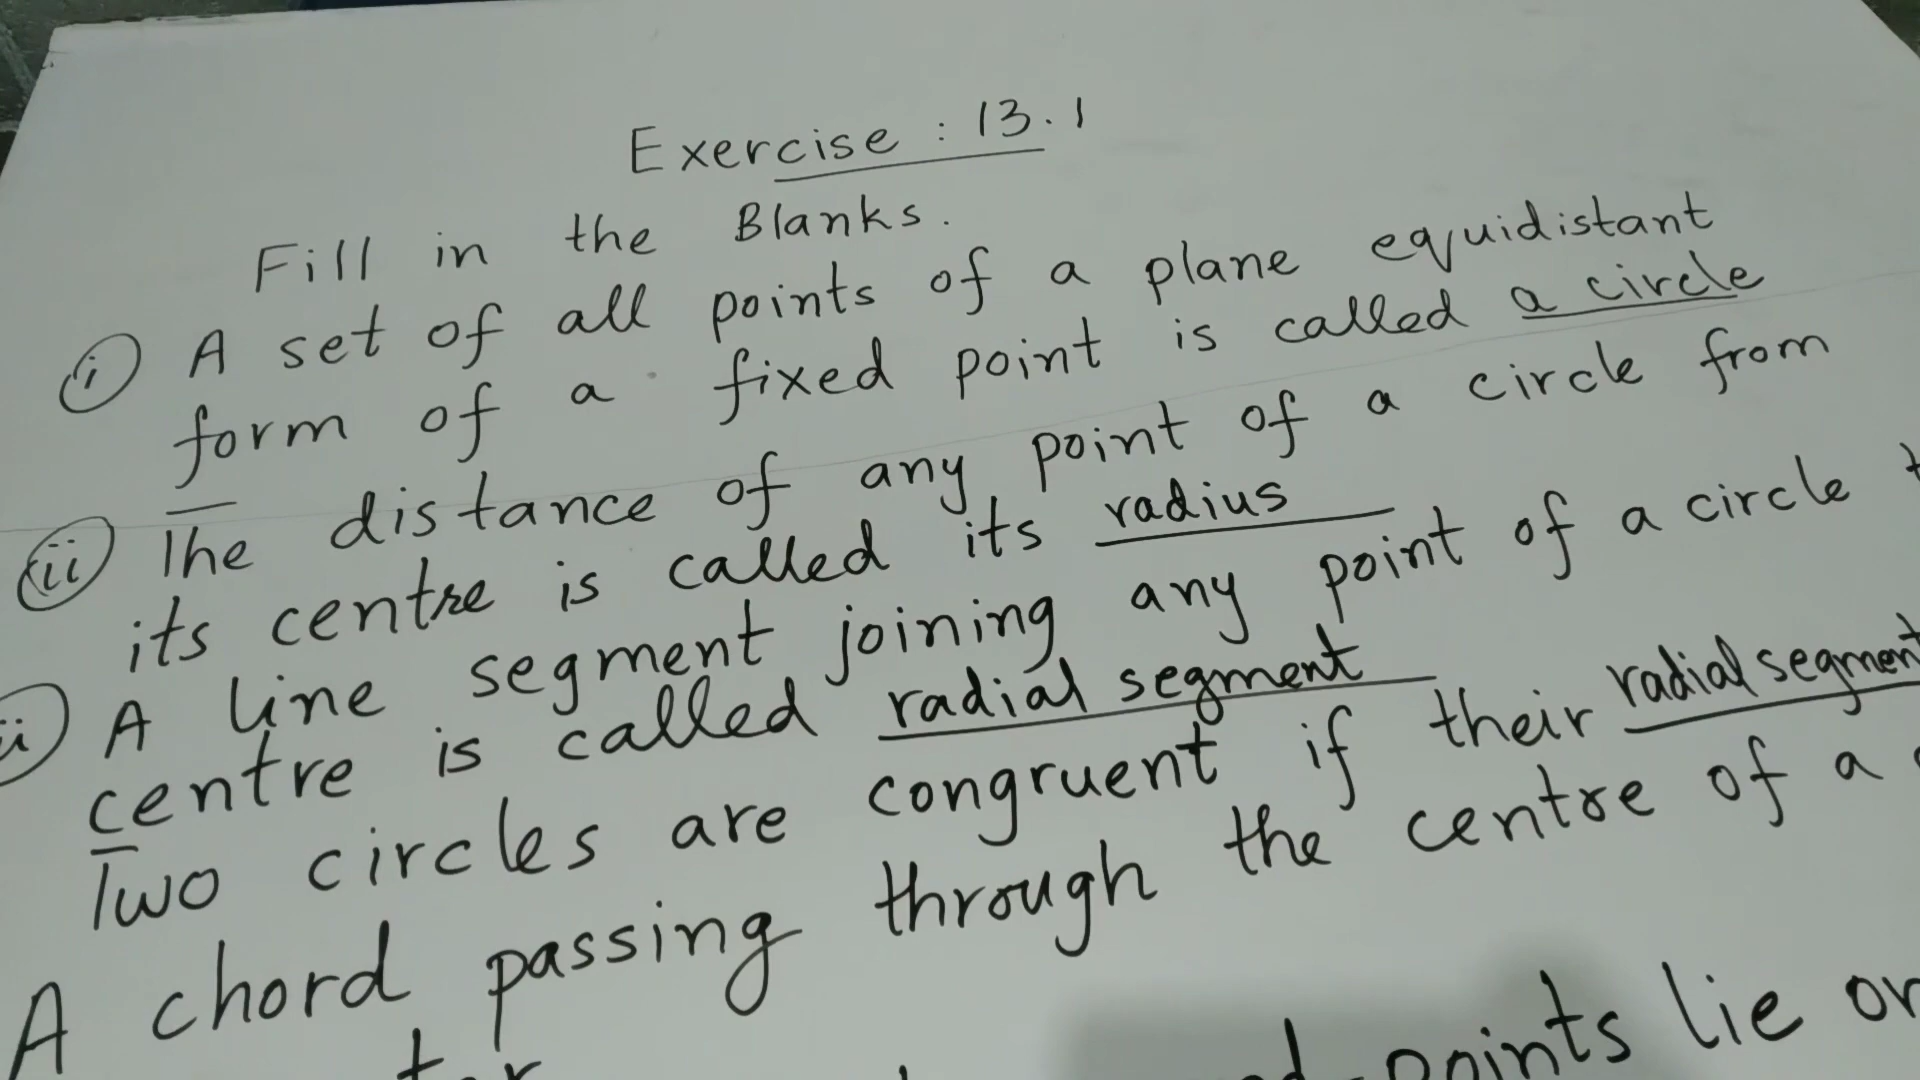 Exercise : 13.1
Fill in the Blanks.
(i) A set of all points of a plane equidistant
form of a fixed point is called a circle
(ii) The distance of any point of a circle from
its centre is called its radius
A line segment joining any point of a circle
centre is called radial segment
Two circles are congruent if their radial segment
A chord passing through the centre of a
points lie on